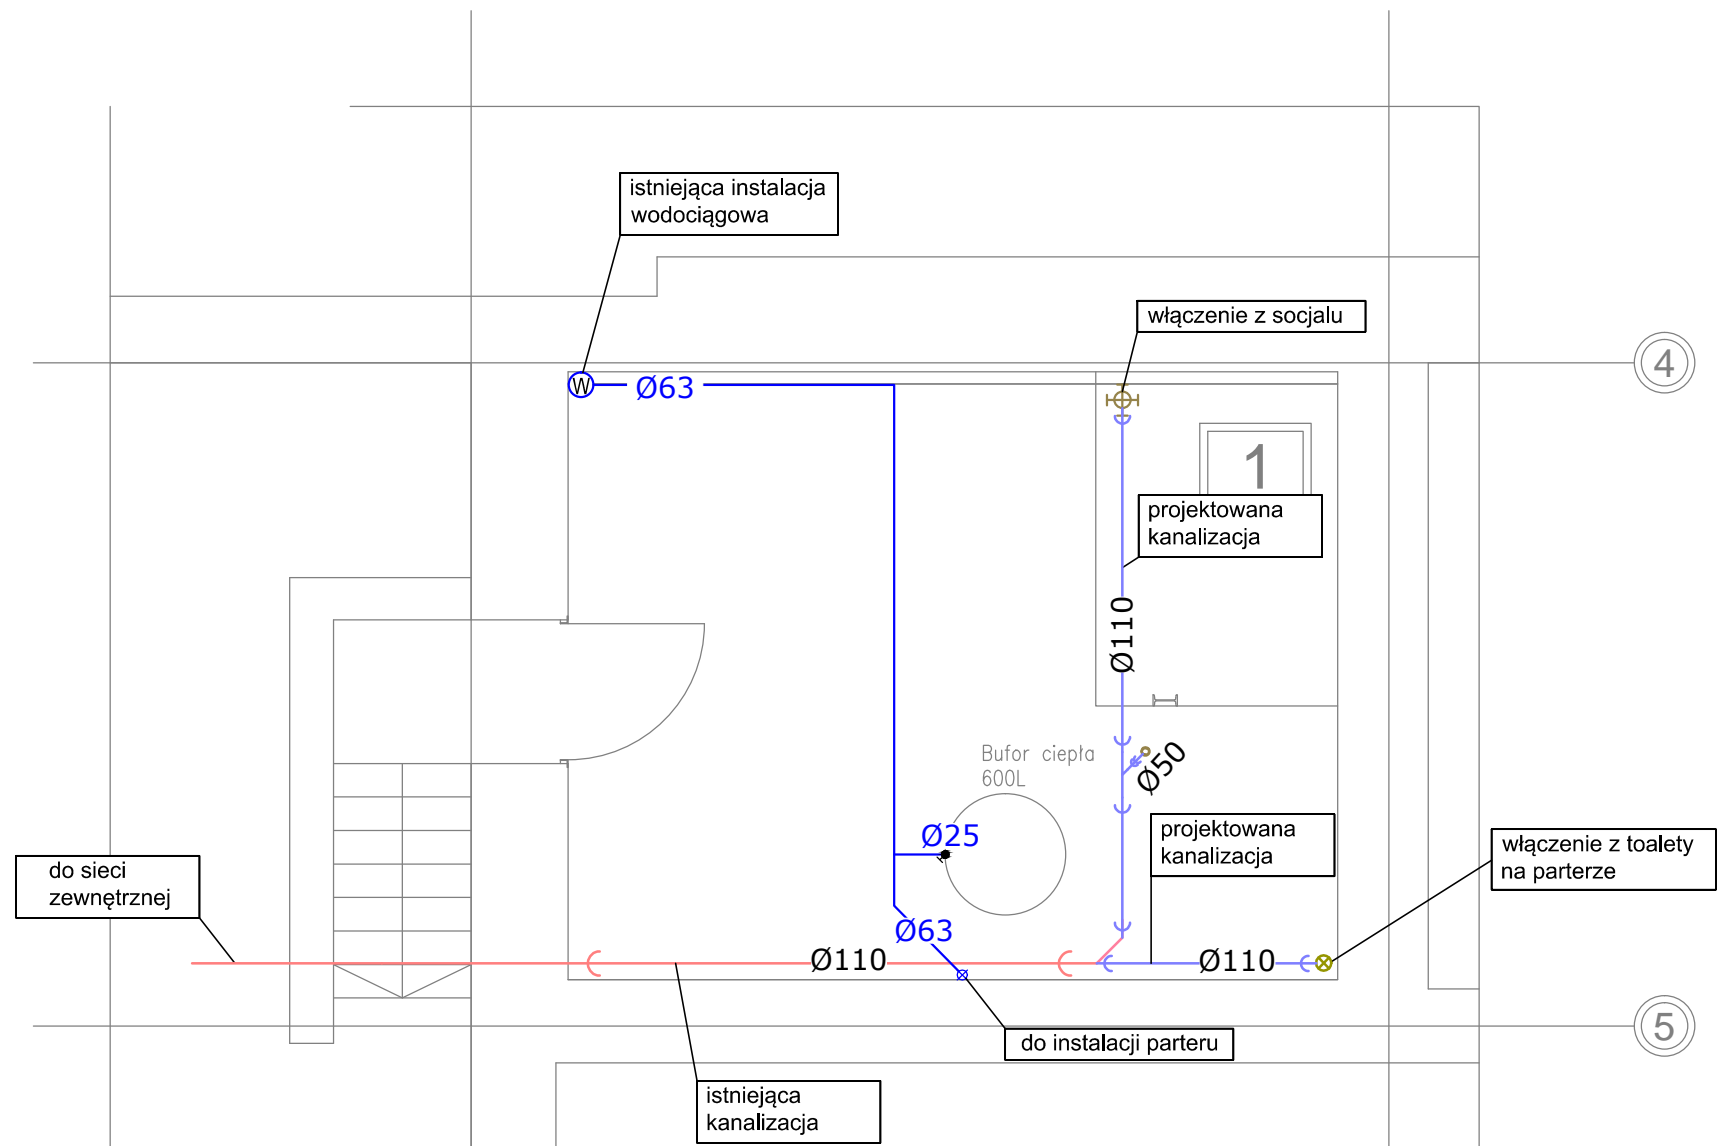 istniejąca instalacja
wodociągowa
włączenie z socjalu
4
W
Ø63
1
projektowana
kanalizacja
Ø110
Bufor ciepła
600L
Ø50
Ø25
projektowana
kanalizacja
włączenie z toalety
na parterze
do sieci
zewnętrznej
Ø63
Ø110
Ø110
5
do instalacji parteru
istniejąca
kanalizacja